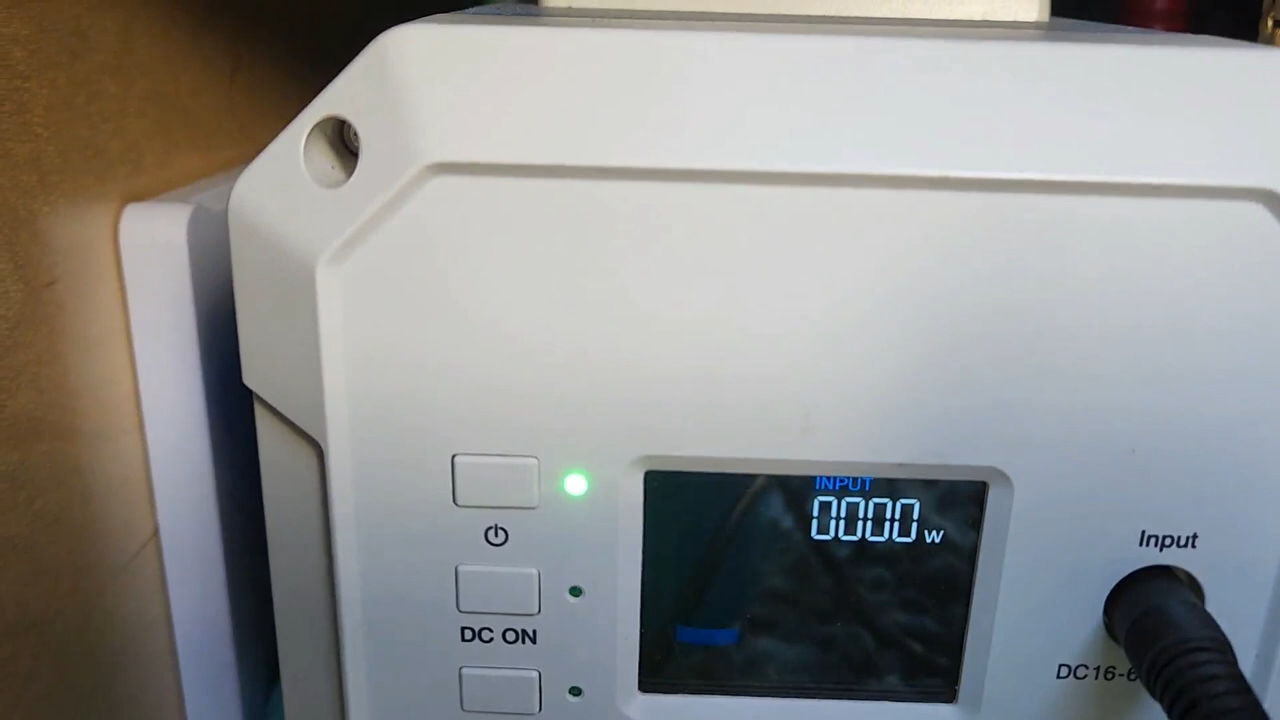 INPUT
0000 w
Input
DC ON
DC16-6